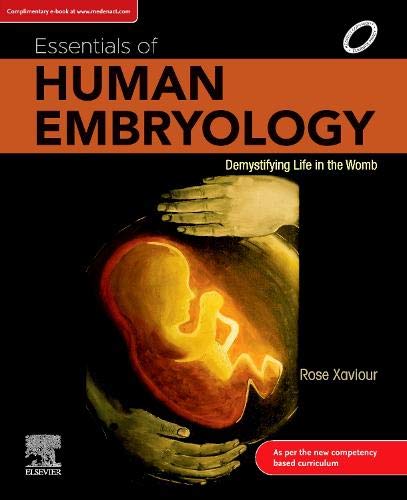 Complimentary e-book at www.medenact.com
Essentials of
HUMAN
EMBRYOLOGY
Demystifying Life in the Womb
Rose Xaviour
ELSEVIER
As per the new competency
based curriculum